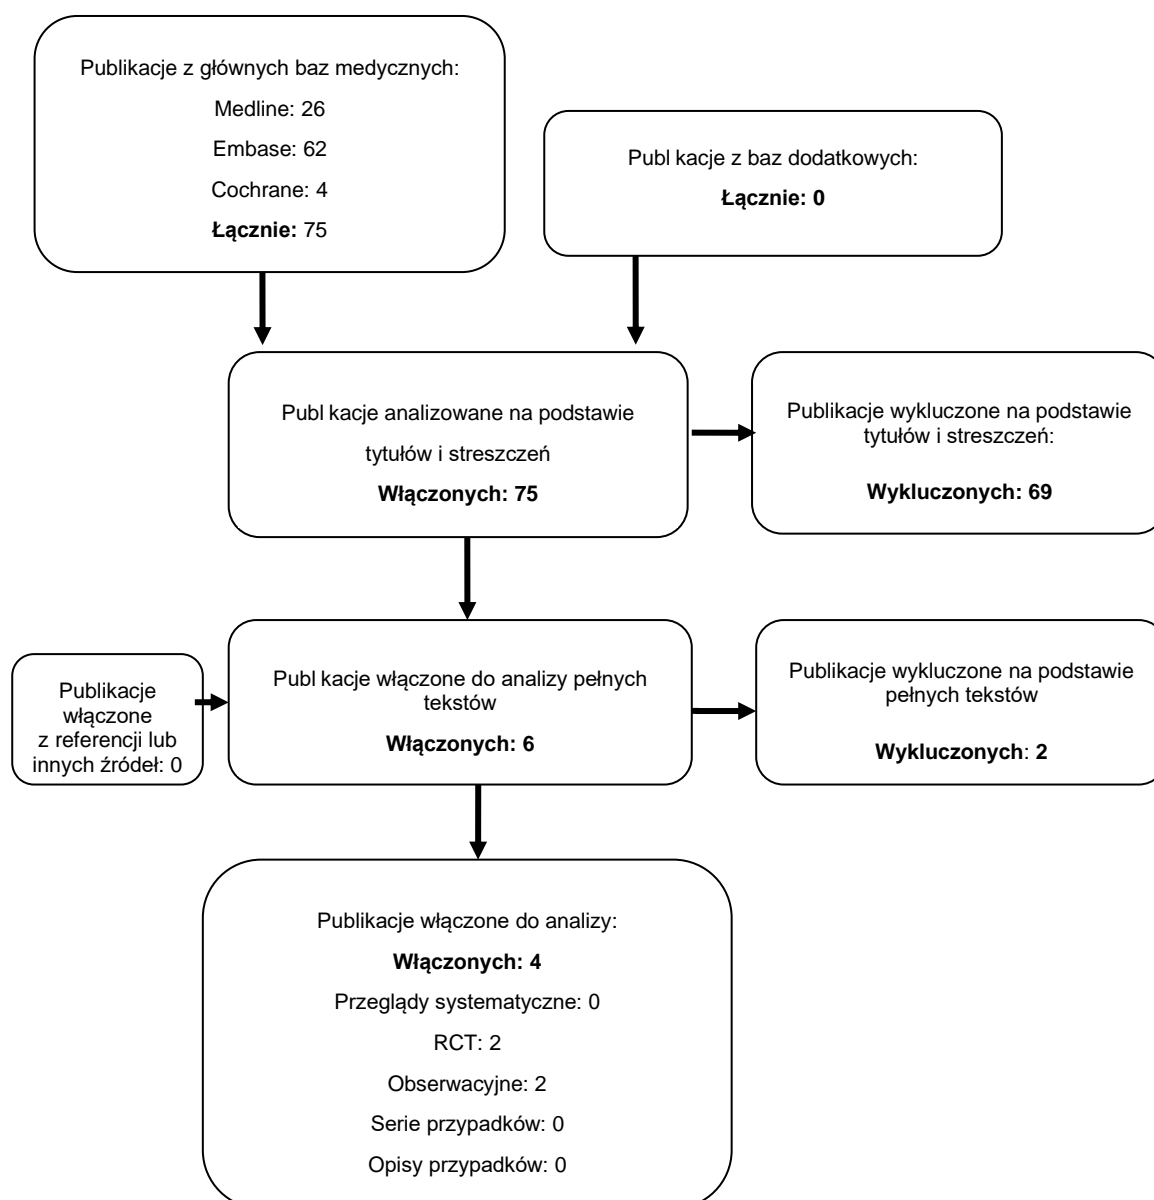 Publikacje z głównych baz medycznych:
Medline: 26
Embase: 62
Cochrane: 4
Łącznie: 75
Publ kacje z baz dodatkowych:
Łącznie: 0
Publ kacje analizowane na podstawie
tytułów i streszczeń
Włączonych: 75
Publikacje wykluczone na podstawie
tytułów i streszczeń:
Wykluczonych: 69
Publikacje
włączone
z referencji lub
innych źródeł: 0
Publ kacje włączone do analizy pełnych
tekstów
Włączonych: 6
Publikacje wykluczone na podstawie
pełnych tekstów
Wykluczonych: 2
Publikacje włączone do analizy:
Włączonych: 4
Przeglądy systematyczne: 0
RCT: 2
Obserwacyjne: 2
Serie przypadków: 0
Opisy przypadków: 0